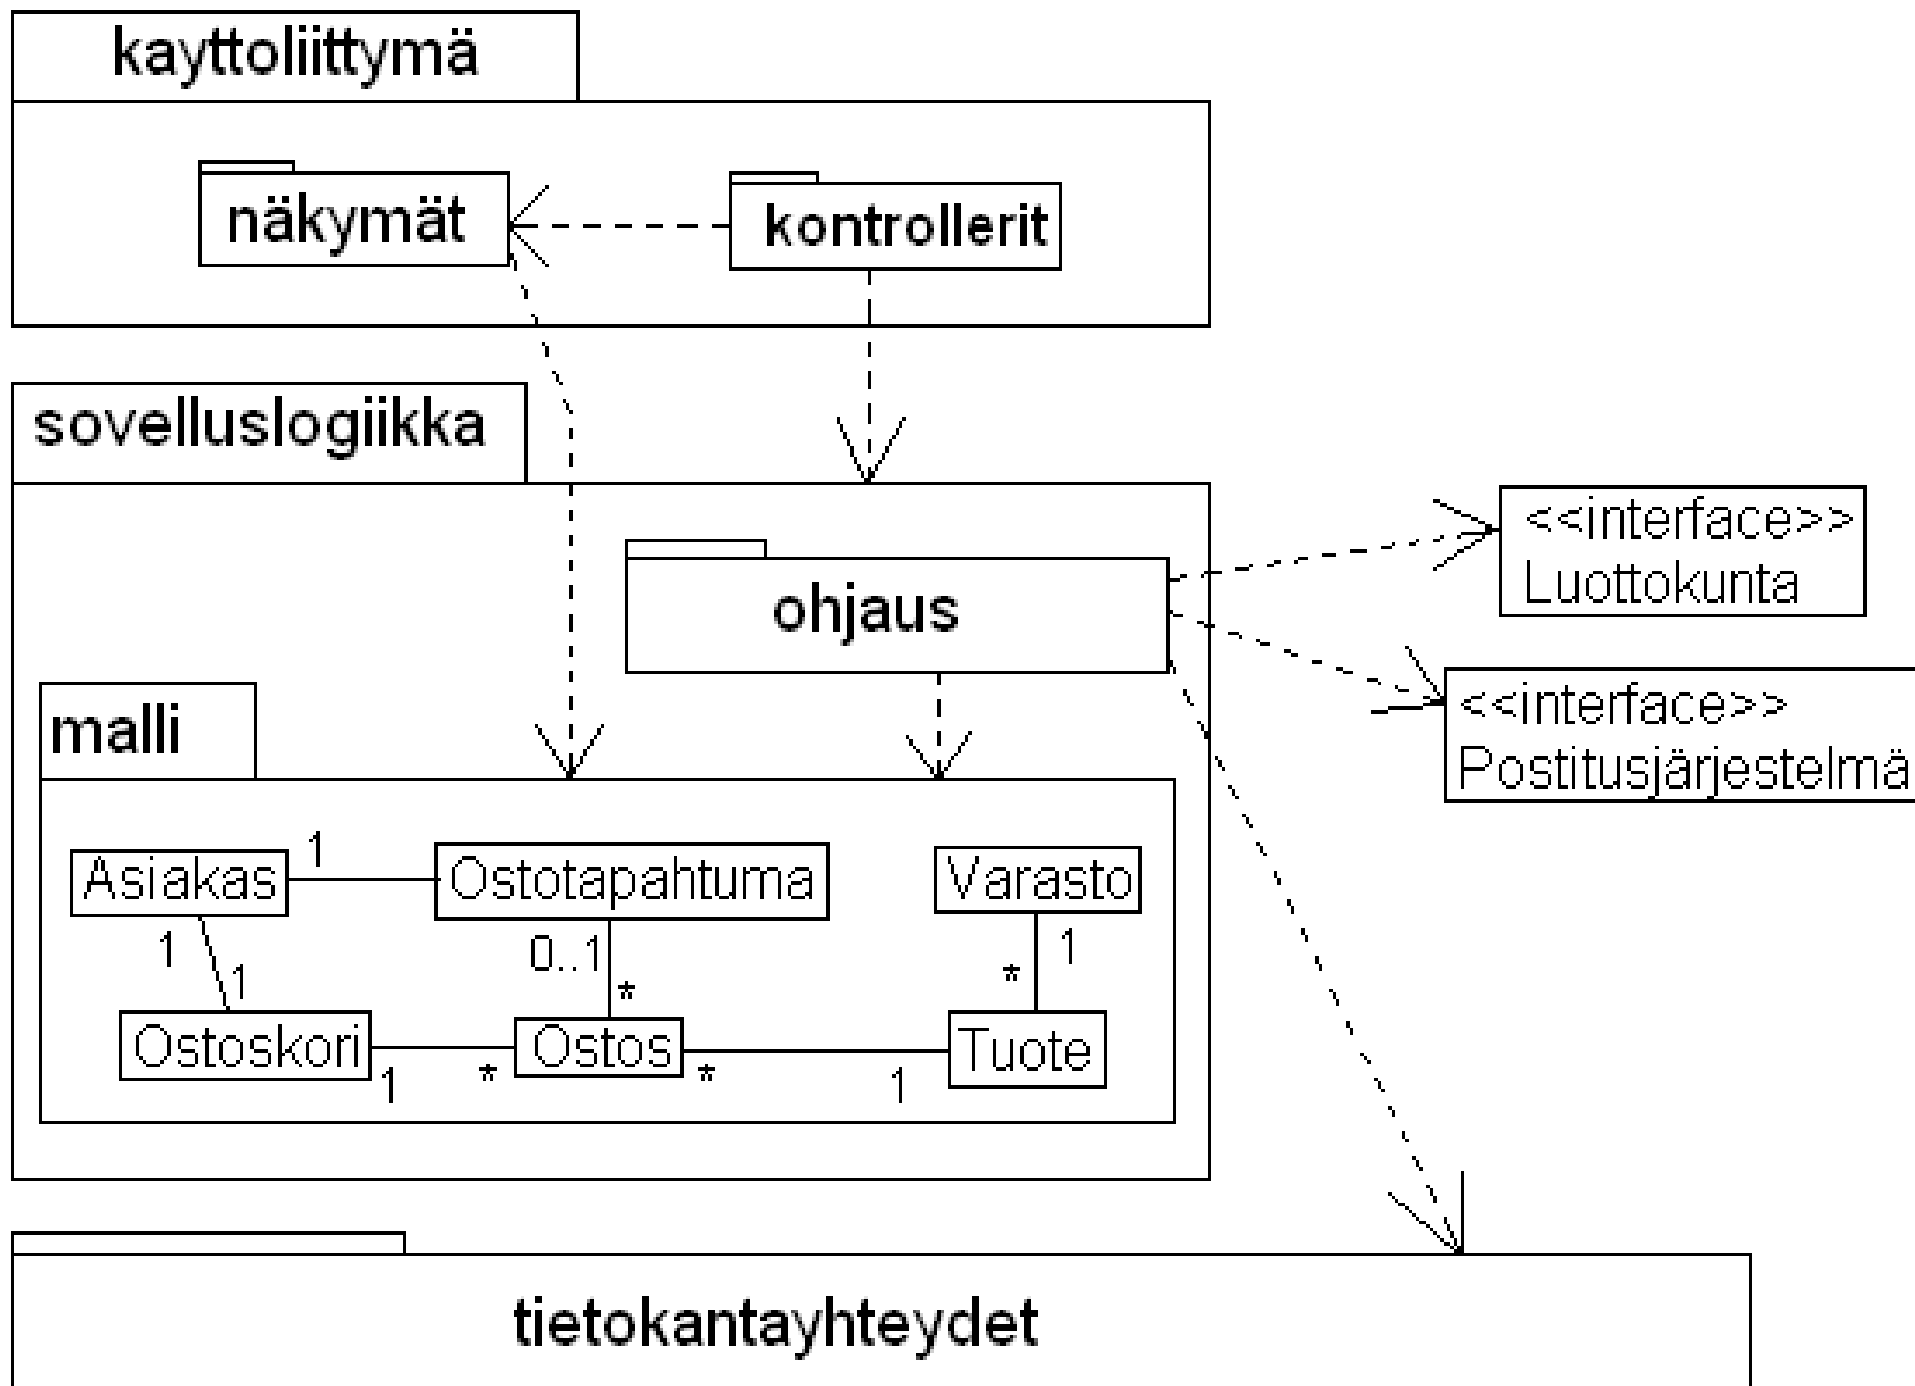 kayttoliittymä
näkymät
kontrollerit
sovelluslogiikka
<<interface>>
Luottokunta
ohjaus
<<interface>>
Postitusjärjestelmä
malli
1
Asiakas
Ostotapahtuma
Varasto
1
1
0..1
*
*
1
Ostoskori
Ostos
Tuote
1
*
*
1
tietokantayhteydet